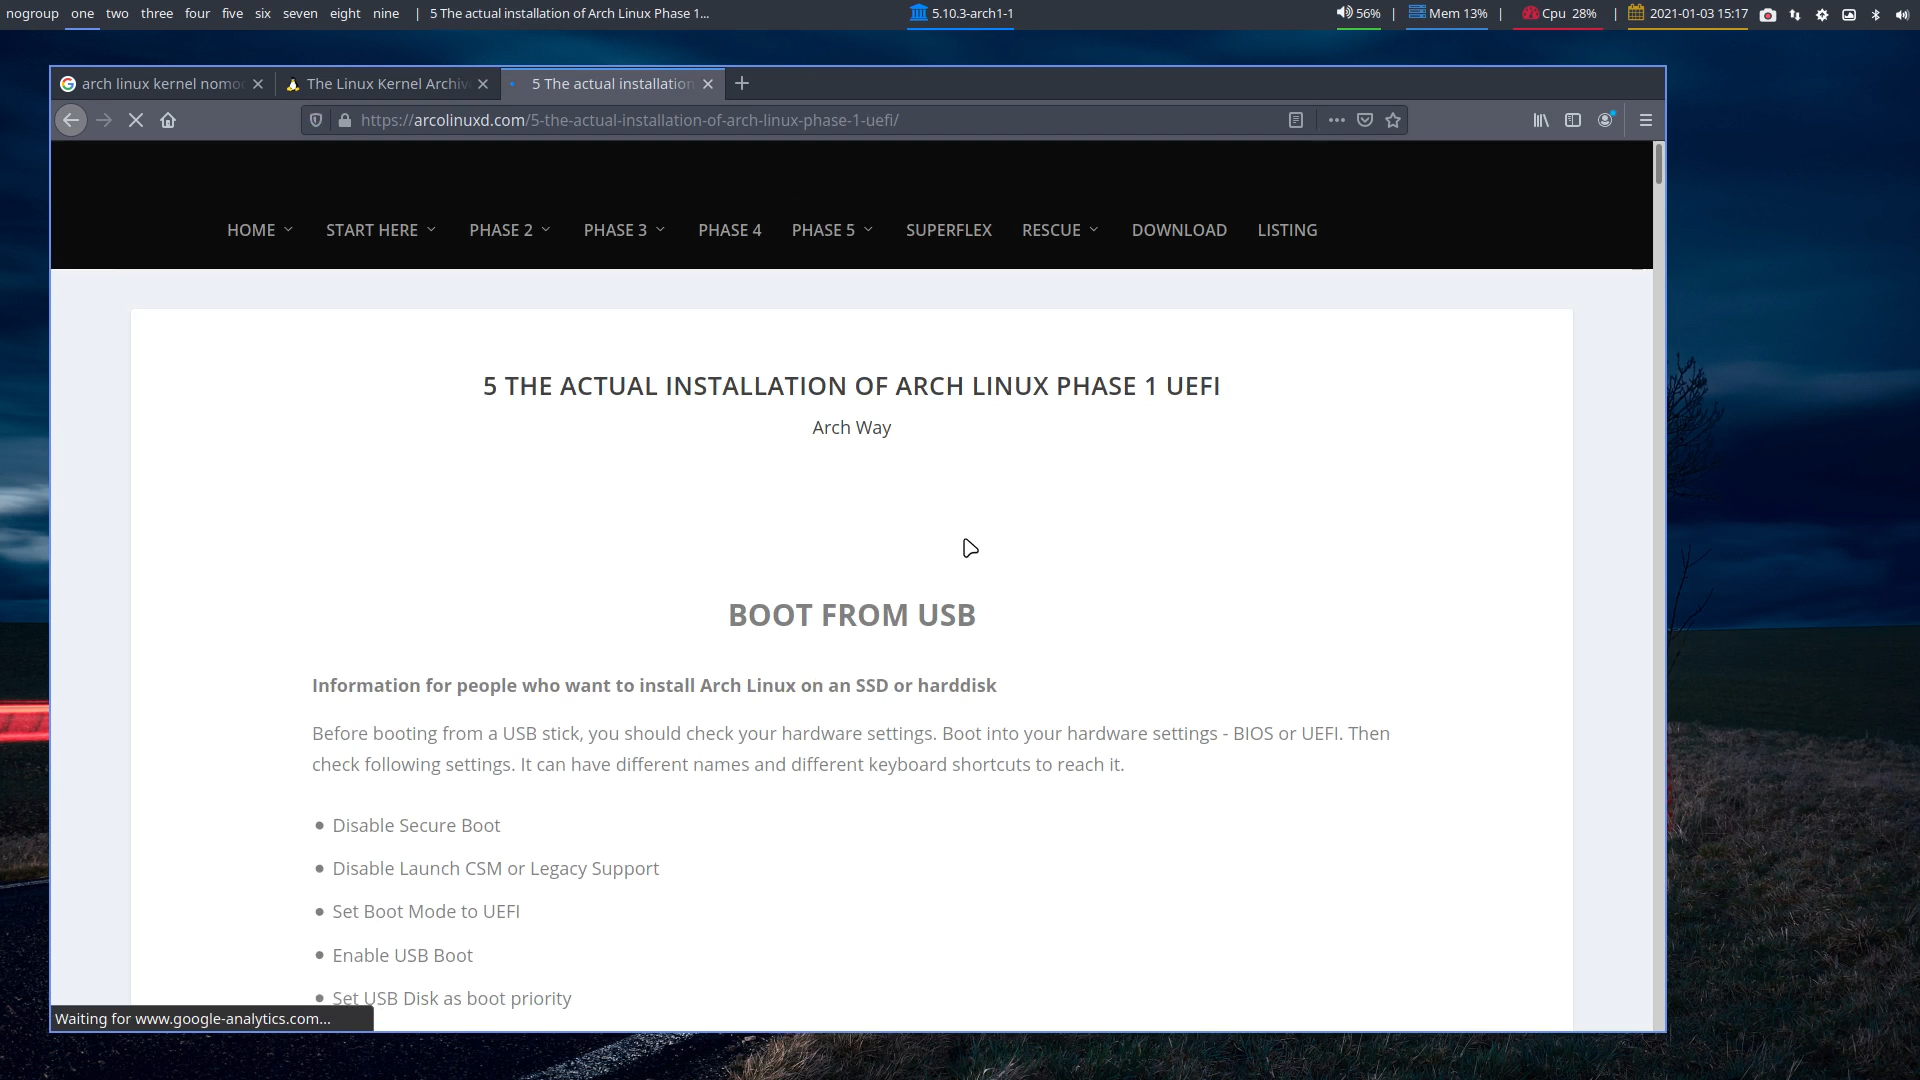 nogroup one two three four five six seven eight nine | 5 The actual installation of Arch Linux Phase 1... 5.10.3-arch1-1 56% | Mem 13% | Cpu 28% | 2021-01-03 15:17
arch linux kernel nomo The Linux Kernel Archiv 5 The actual installation
https://arcolinuxd.com/5-the-actual-installation-of-arch-linux-phase-1-uefi/
HOME START HERE PHASE 2 PHASE 3 PHASE 4 PHASE 5 SUPERFLEX RESCUE DOWNLOAD LISTING
5 THE ACTUAL INSTALLATION OF ARCH LINUX PHASE 1 UEFI
Arch Way
BOOT FROM USB
Information for people who want to install Arch Linux on an SSD or harddisk
Before booting from a USB stick, you should check your hardware settings. Boot into your hardware settings - BIOS or UEFI. Then
check following settings. It can have different names and different keyboard shortcuts to reach it.
• Disable Secure Boot
• Disable Launch CSM or Legacy Support
• Set Boot Mode to UEFI
• Enable USB Boot
• Set USB Disk as boot priority
Waiting for www.google-analytics.com...